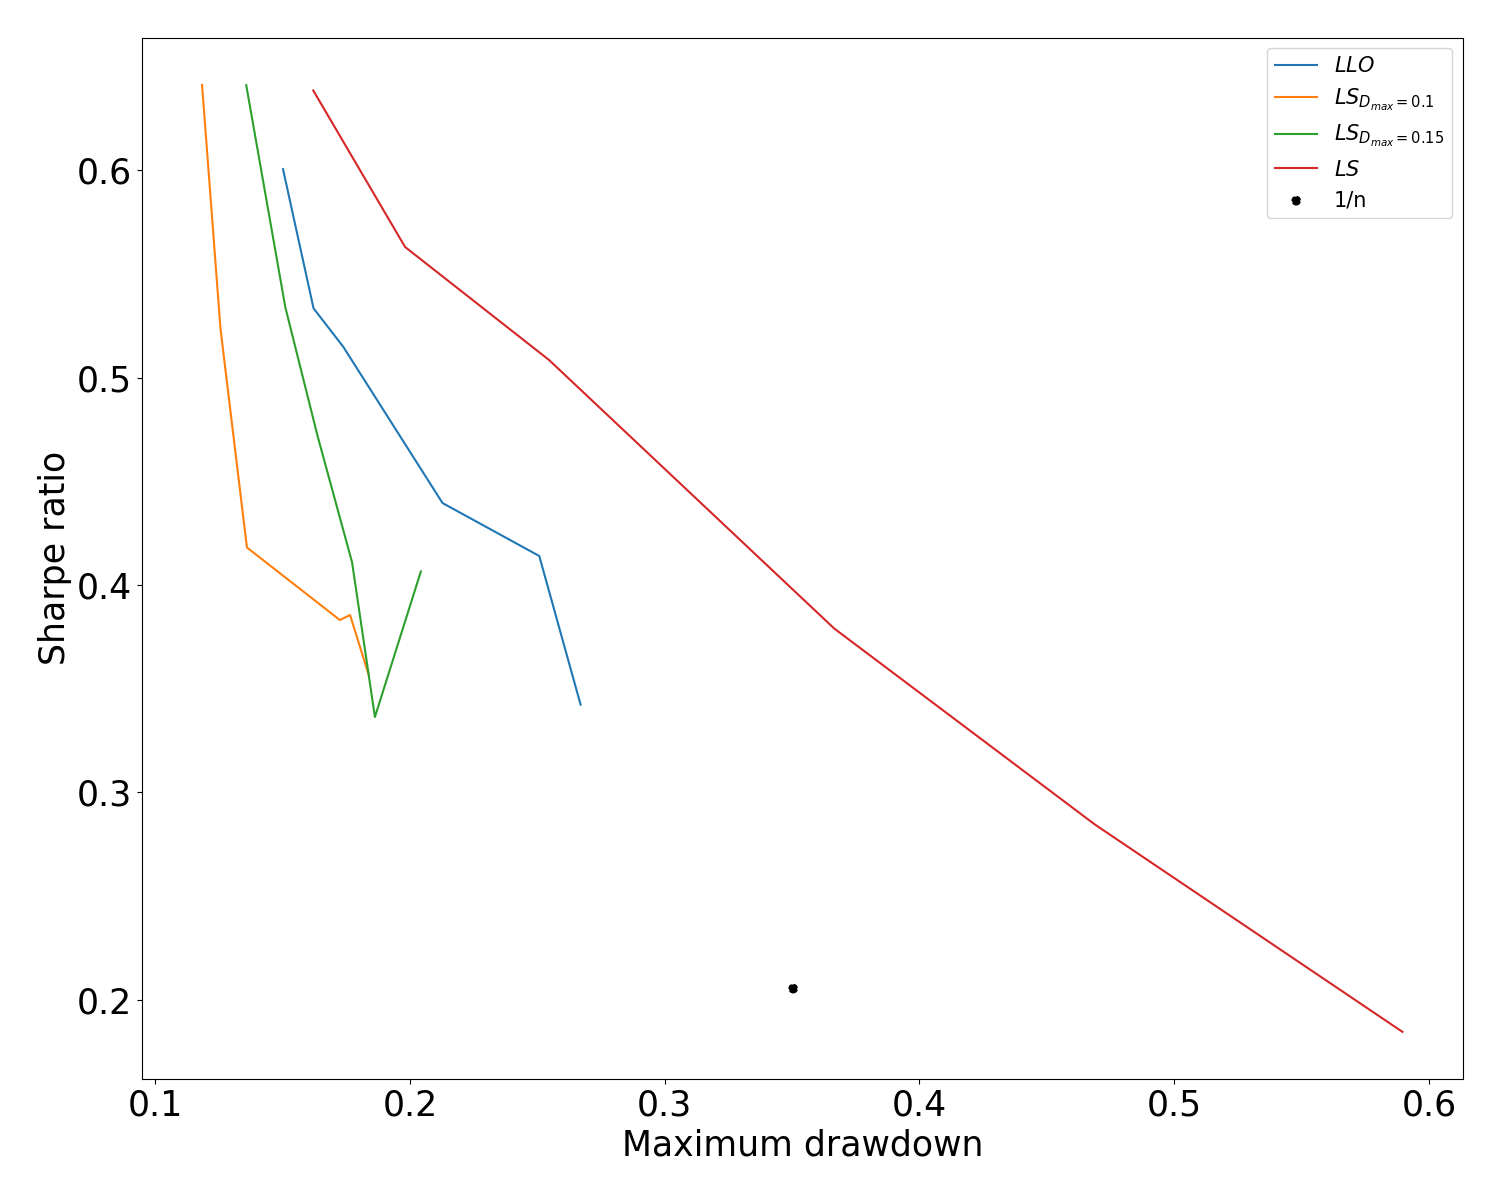 LLO
LS_{D_{max}=0.1}
LS_{D_{max}=0.15}
LS
1/n
Sharpe ratio
0.6
0.5
0.4
0.3
0.2
0.1 0.2 0.3 0.4 0.5 0.6
Maximum drawdown